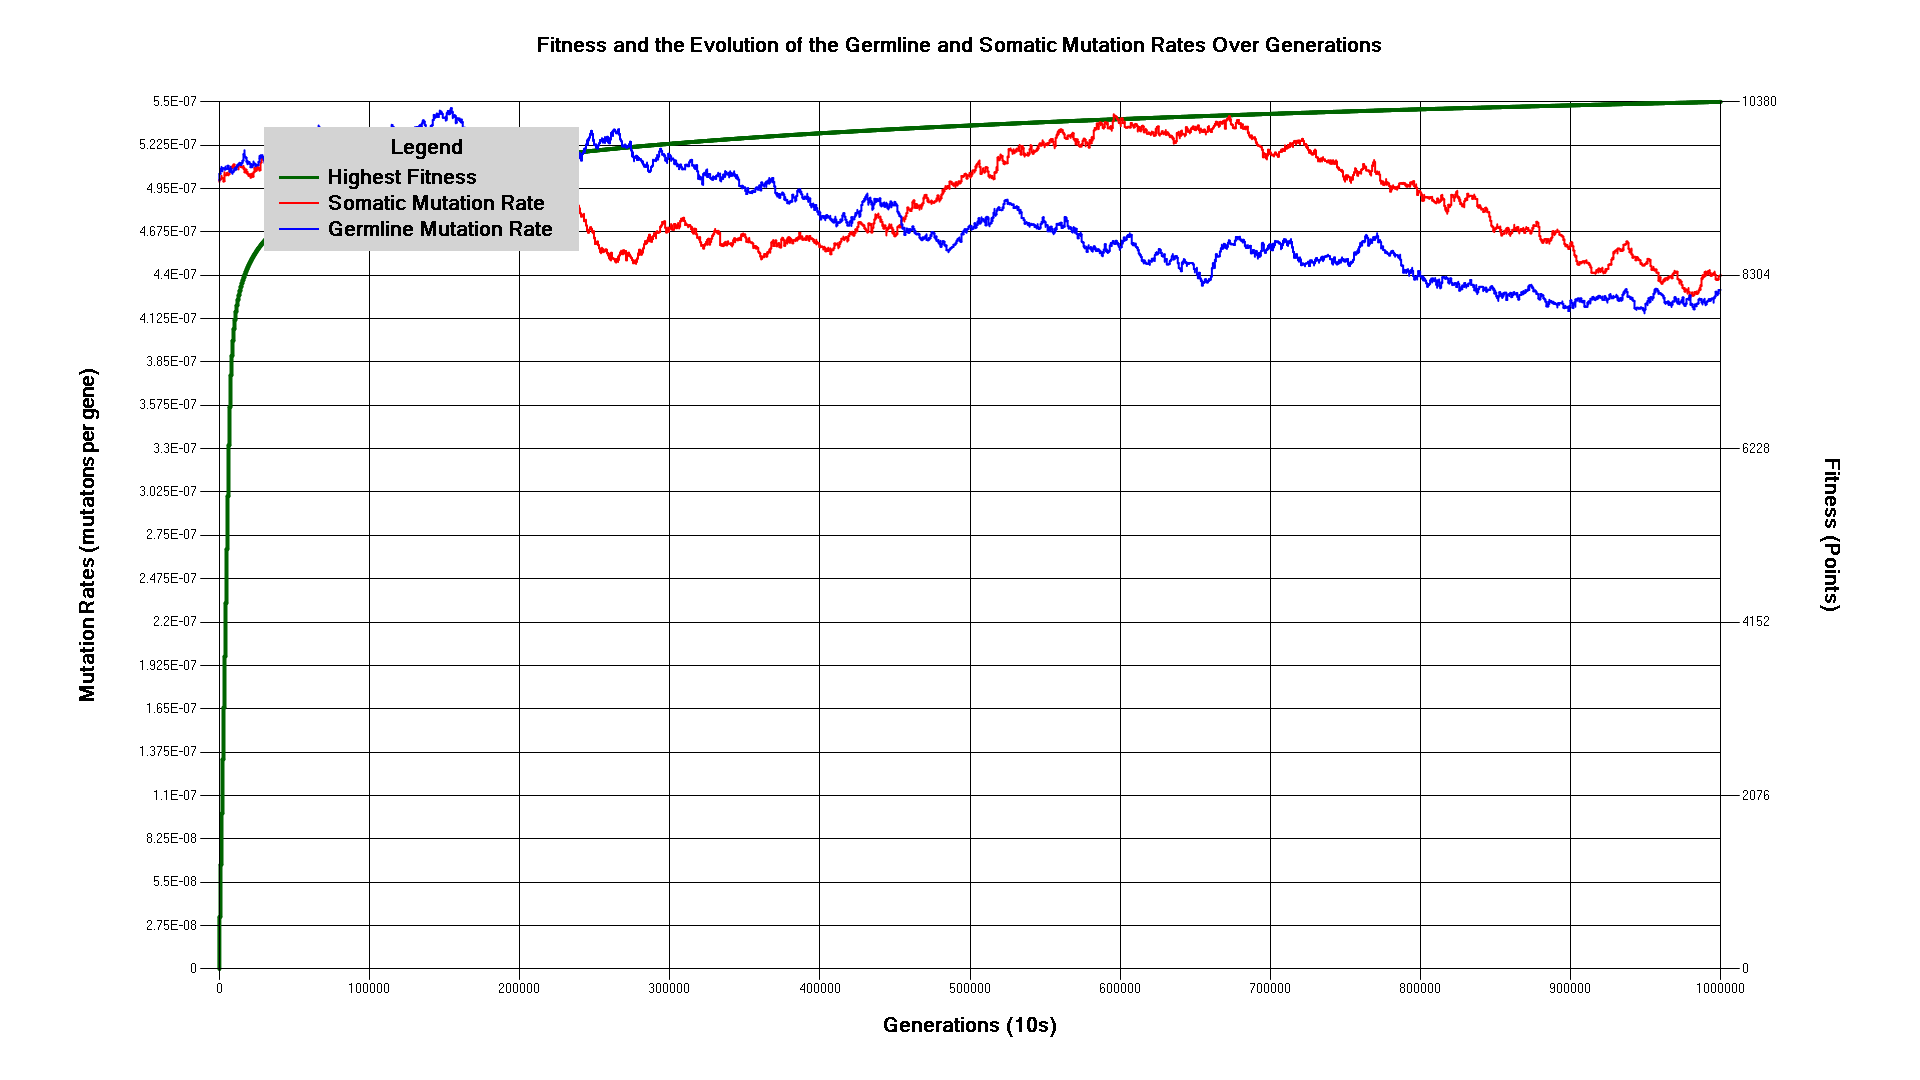 Fitness and the Evolution of the Germline and Somatic Mutation Rates Over Generations
5.5E-07
5.225E-07
4.95E-07
4.675E-07
4.4E-07
4.125E-07
3.85E-07
3.575E-07
3.3E-07
3.025E-07
2.75E-07
2.475E-07
2.2E-07
1.925E-07
1.65E-07
1.375E-07
1.1E-07
8.25E-08
5.5E-08
2.75E-08
0
Mutation Rates (mutatons per gene)
Legend
Highest Fitness
Somatic Mutation Rate
Germline Mutation Rate
10380
8304
6228
4152
2076
0
Fitness (Points)
0 100000 200000 300000 400000 500000 600000 700000 800000 900000 1000000
Generations (10s)